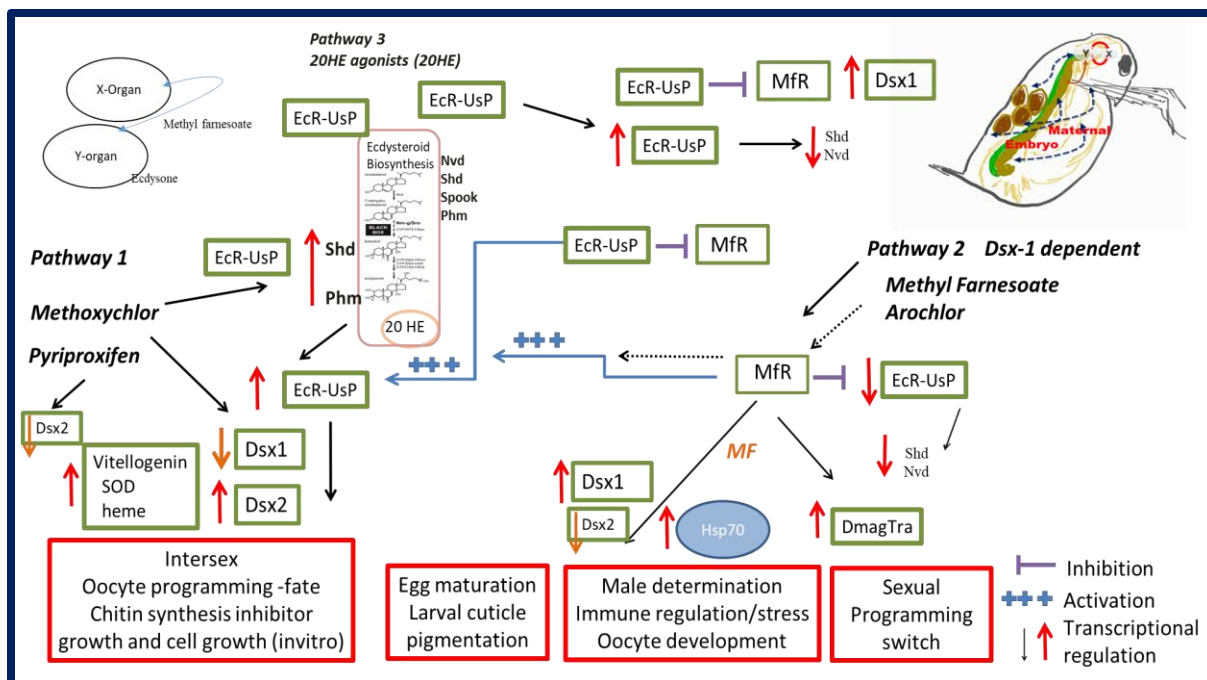 Pathway 3
20HE agonists (20HE)
X-Organ
Methyl farnesoate
Y-organ
Ecdysone
EcR-UsP
EcR-UsP
EcR-UsP
MfR
Dsx1
EcR-UsP
Shd
Nvd
Y
X
Maternal
Embryo
Ecdysteroid
Biosynthesis
Nvd
Shd
Spook
Phm
BLACK
BOX
Shd
Phm
20 HE
Pathway 1
EcR-UsP
Methoxychlor
Pyriproxifen
EcR-UsP
MfR
Pathway 2 Dsx-1 dependent
Methyl Farnesoate
Arochlor
+++
+++
EcR-UsP
MfR
EcR-UsP
Shd
Nvd
Dsx2
Vitellogenin
SOD
heme
Dsx1
Dsx2
MF
Dsx1
Dsx2
Hsp70
DmagTra
Intersex
Oocyte programming -fate
Chitin synthesis inhibitor
growth and cell growth (invitro)
Egg maturation
Larval cuticle
pigmentation
Male determination
Immune regulation/stress
Oocyte development
Sexual
Programming
switch
Inhibition
+++ Activation
Transcriptional
regulation